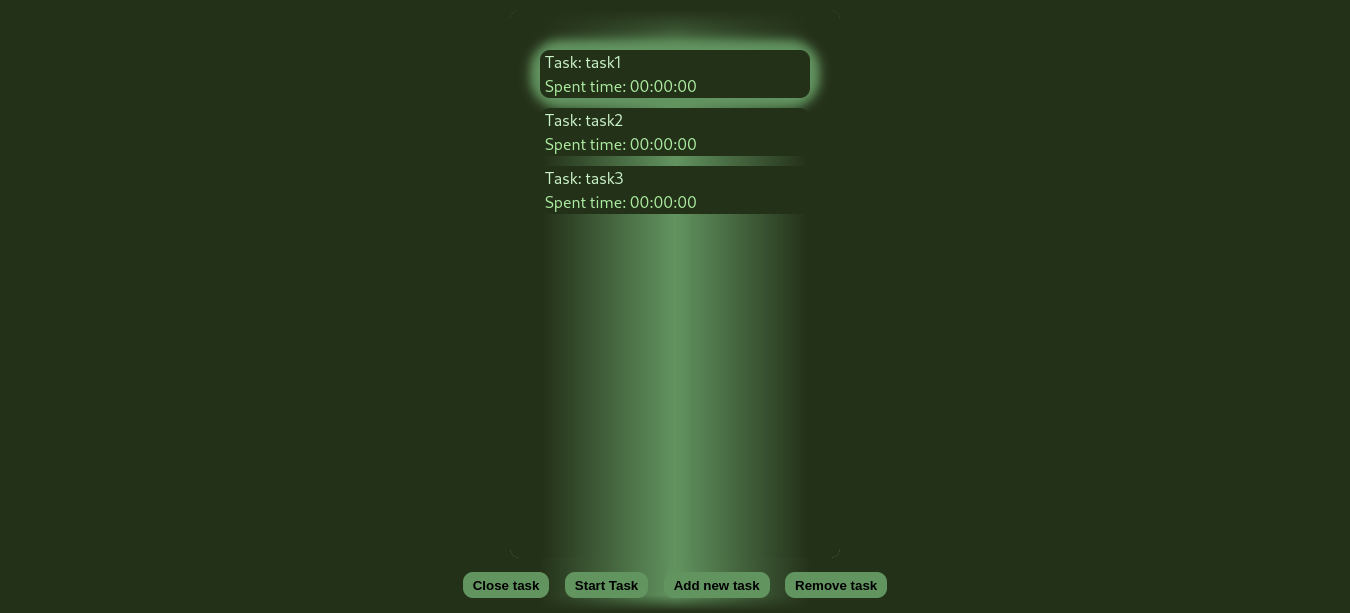 Task: task1
Spent time: 00:00:00
Task: task2
Spent time: 00:00:00
Task: task3
Spent time: 00:00:00
Close task
Start Task
Add new task
Remove task